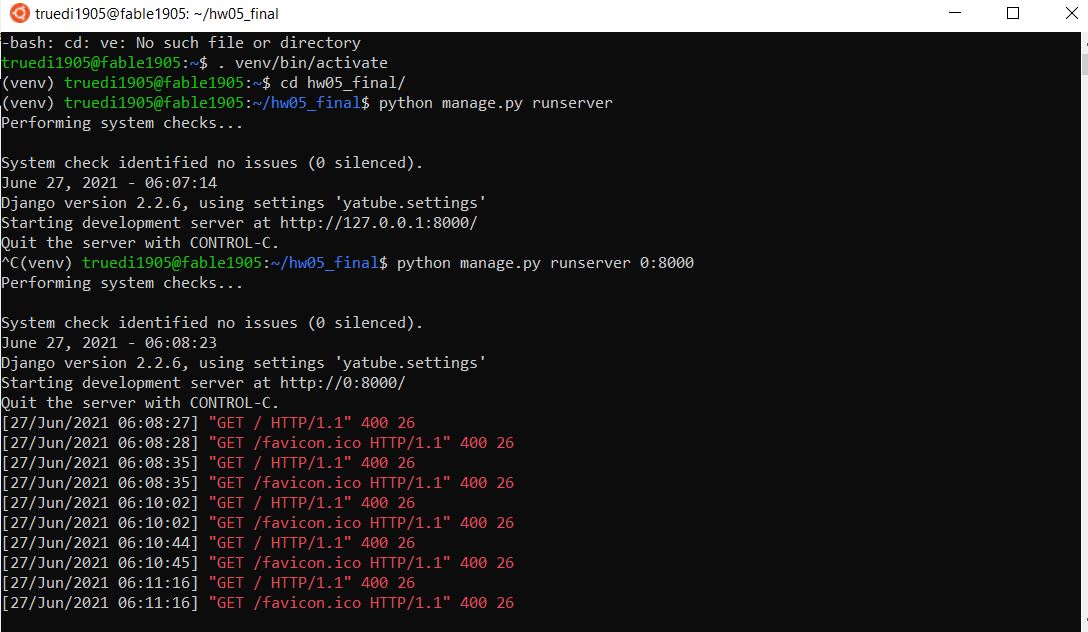 truedi1905@fable1905: ~/hw05_final
-bash: cd: ve: No such file or directory
truedi1905@fable1905:~$ . venv/bin/activate
(venv) truedi1905@fable1905:~$ cd hw05_final/
(venv) truedi1905@fable1905:~/hw05_final$ python manage.py runserver
Performing system checks...
System check identified no issues (0 silenced).
June 27, 2021 - 06:07:14
Django version 2.2.6, using settings 'yatube.settings'
Starting development server at http://127.0.0.1:8000/
Quit the server with CONTROL-C.
^C(venv) truedi1905@fable1905:~/hw05_final$ python manage.py runserver 0:8000
Performing system checks...
System check identified no issues (0 silenced).
June 27, 2021 - 06:08:23
Django version 2.2.6, using settings 'yatube.settings'
Starting development server at http://0:8000/
Quit the server with CONTROL-C.
[27/Jun/2021 06:08:27] "GET / HTTP/1.1" 400 26
[27/Jun/2021 06:08:28] "GET /favicon.ico HTTP/1.1" 400 26
[27/Jun/2021 06:08:35] "GET / HTTP/1.1" 400 26
[27/Jun/2021 06:08:35] "GET /favicon.ico HTTP/1.1" 400 26
[27/Jun/2021 06:10:02] "GET / HTTP/1.1" 400 26
[27/Jun/2021 06:10:02] "GET /favicon.ico HTTP/1.1" 400 26
[27/Jun/2021 06:10:44] "GET / HTTP/1.1" 400 26
[27/Jun/2021 06:10:45] "GET /favicon.ico HTTP/1.1" 400 26
[27/Jun/2021 06:11:16] "GET / HTTP/1.1" 400 26
[27/Jun/2021 06:11:16] "GET /favicon.ico HTTP/1.1" 400 26